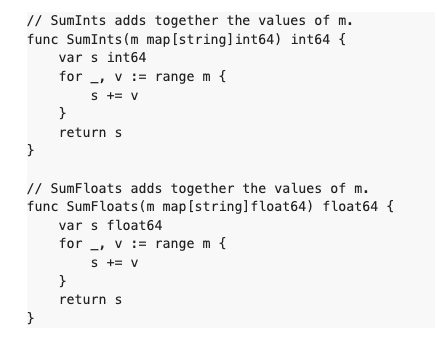 // SumInts adds together the values of m.
func SumInts(m map[string]int64) int64 {
    var s int64
    for _, v := range m {
        s += v
    }
    return s
}

// SumFloats adds together the values of m.
func SumFloats(m map[string]float64) float64 {
    var s float64
    for _, v := range m {
        s += v
    }
    return s
}